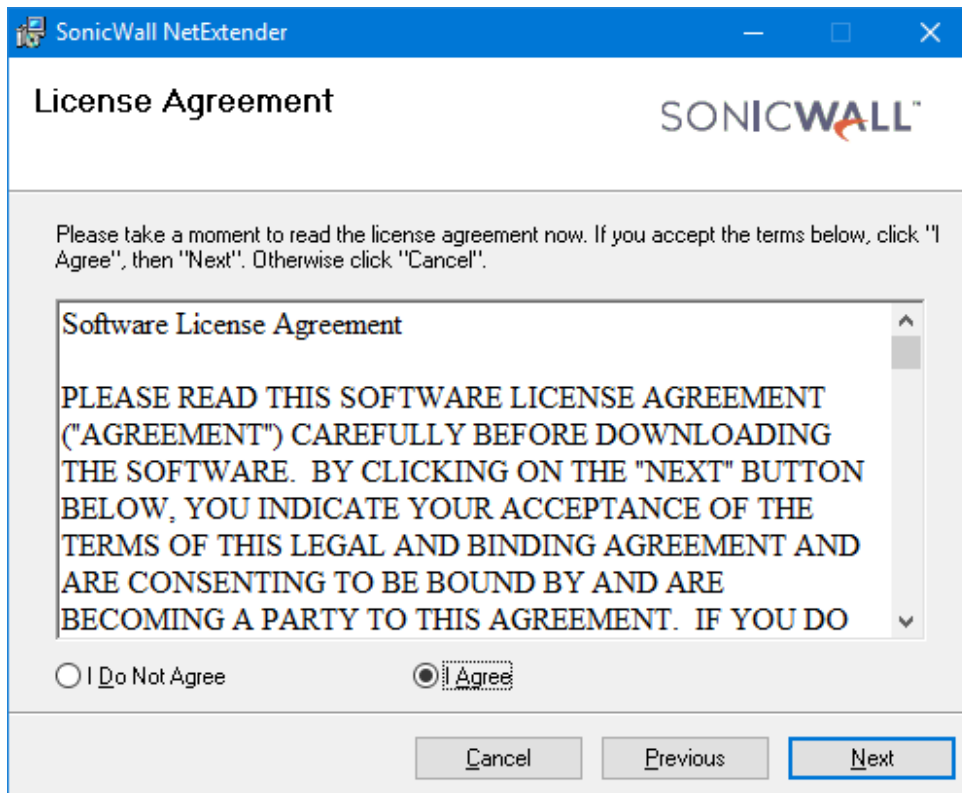 SonicWall NetExtender
License Agreement
SONICWALL™
Please take a moment to read the license agreement now. If you accept the terms below, click "I
Agree", then "Next". Otherwise click "Cancel".
Software License Agreement
PLEASE READ THIS SOFTWARE LICENSE AGREEMENT
("AGREEMENT") CAREFULLY BEFORE DOWNLOADING
THE SOFTWARE.  BY CLICKING ON THE "NEXT" BUTTON
BELOW, YOU INDICATE YOUR ACCEPTANCE OF THE
TERMS OF THIS LEGAL AND BINDING AGREEMENT AND
ARE CONSENTING TO BE BOUND BY AND ARE
BECOMING A PARTY TO THIS AGREEMENT.  IF YOU DO
I Do Not Agree
I Agree
Cancel
Previous
Next